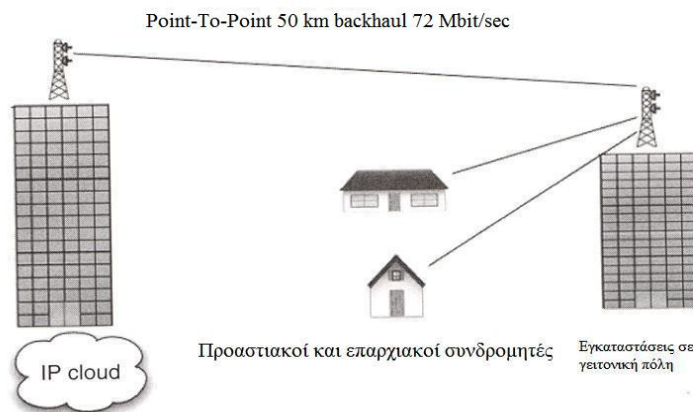 Point-To-Point 50 km backhaul 72 Mbit/sec
Προαστιακοί και επαρχιακοί συνδρομητές
Εγκαταστάσεις σε
γειτονική πόλη
IP cloud